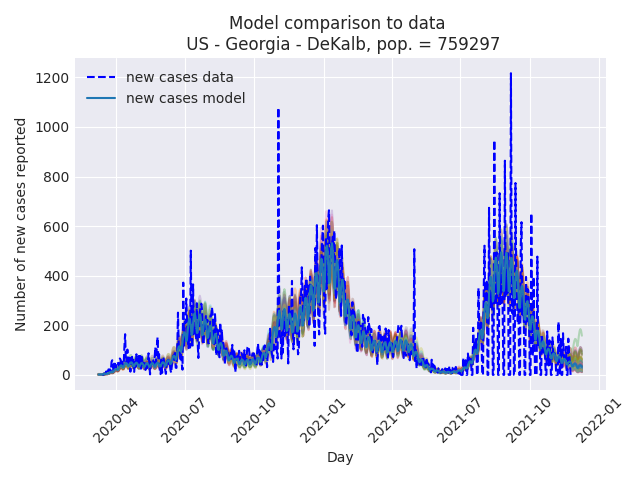 Model comparison to data
US - Georgia - DeKalb, pop. = 759297
new cases data
new cases model
Number of new cases reported
1200
1000
800
600
400
200
0
2020-04
2020-07
2020-10
2021-01
2021-04
2021-07
2021-10
2022-01
Day